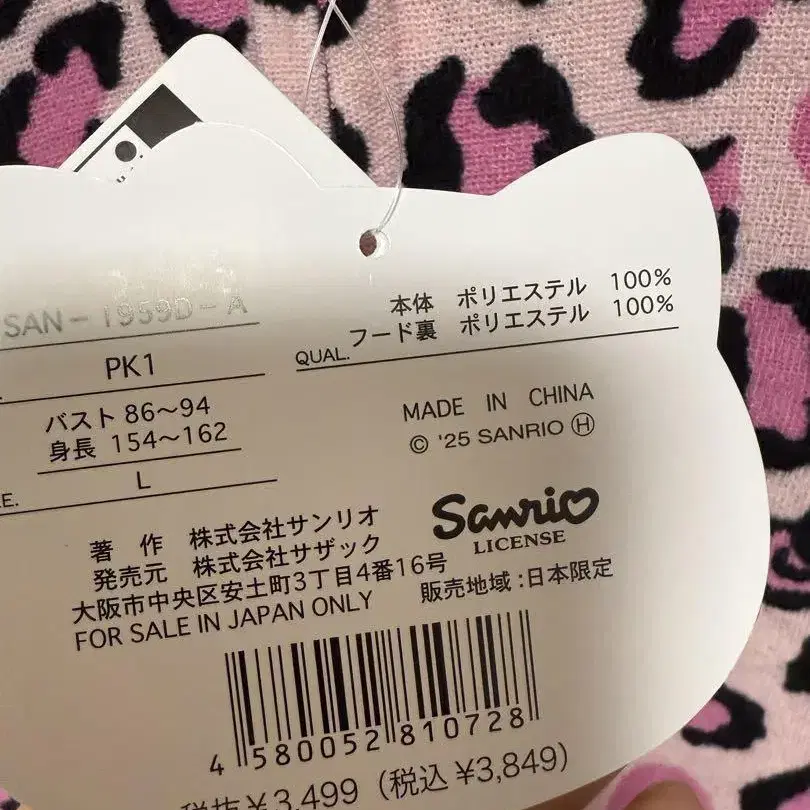 SAN-1959D-A
PK1
バスト 86〜94
身長 154〜162
L
本体 ポリエステル 100%
フード裏 ポリエステル 100%
QUAL.
MADE IN CHINA
© '25 SANRIO Ⓗ
Sanrio
LICENSE
著 作 株式会社サンリオ
発売元 株式会社サザック
大阪市中央区安土町3丁目4番16号
FOR SALE IN JAPAN ONLY
販売地域:日本限定
4 580052 810728
税抜¥3,499 (税込 ¥3,849)